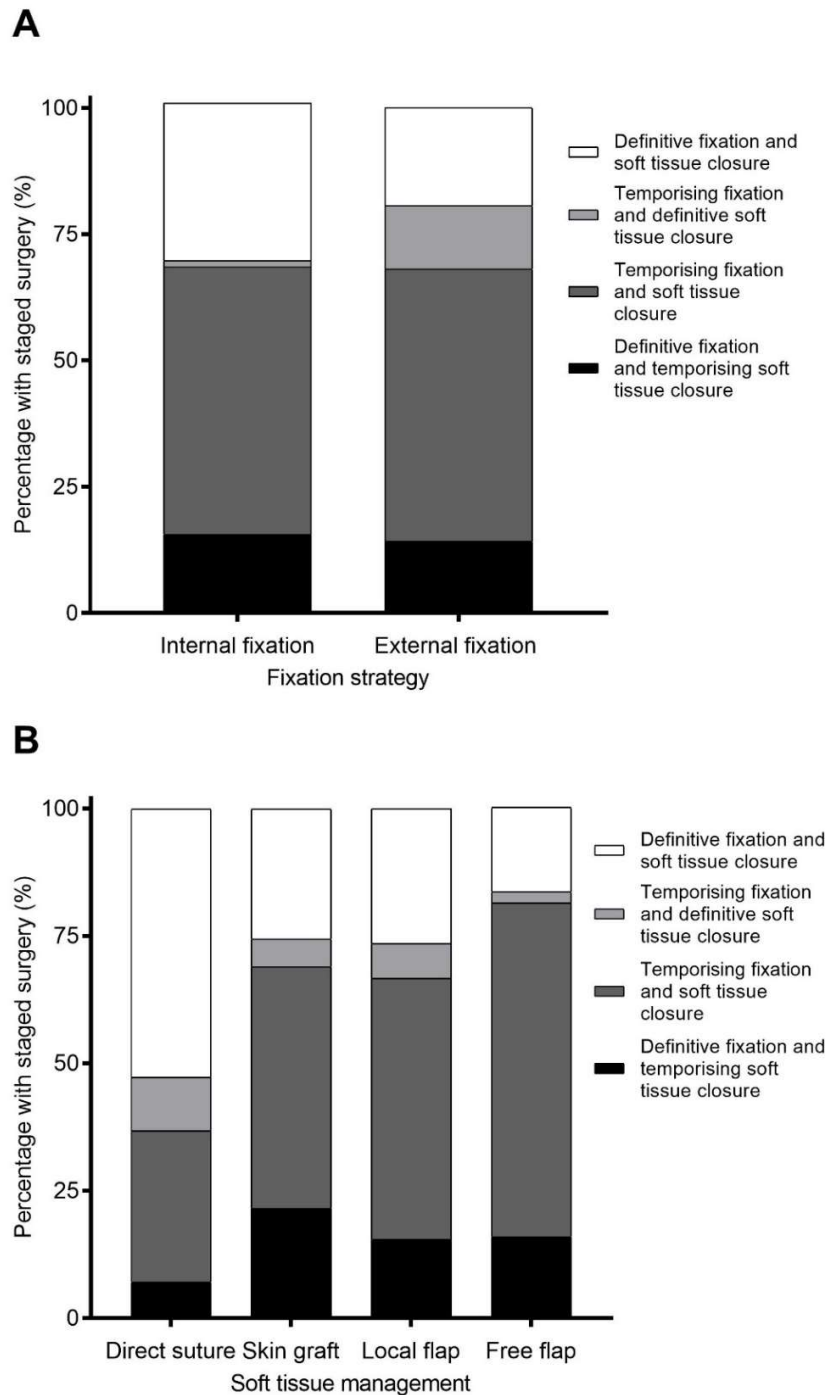 A
Percentage with staged surgery (%)
100
75
50
25
0
Internal fixation
External fixation
Fixation strategy
Definitive fixation and
soft tissue closure
Temporising fixation
and definitive soft
tissue closure
Temporising fixation
and soft tissue
closure
Definitive fixation
and temporising soft
tissue closure
B
Percentage with staged surgery (%)
100
75
50
25
0
Direct suture
Skin graft
Local flap
Free flap
Soft tissue management
Definitive fixation and
soft tissue closure
Temporising fixation
and definitive soft
tissue closure
Temporising fixation
and soft tissue
closure
Definitive fixation and
temporising soft
tissue closure